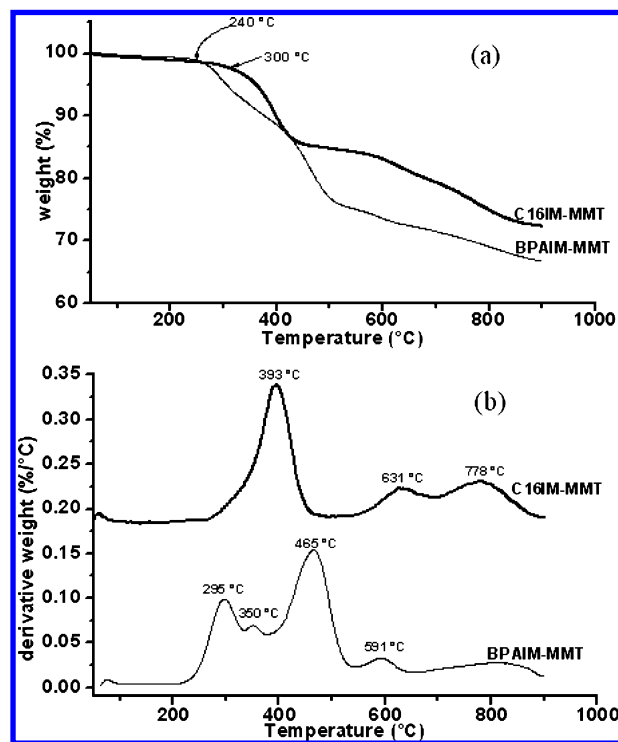 (a)
240 °C
300 °C
100
90
80
70
60
weight (%)
C16IM-MMT
BPAIM-MMT
200 400 600 800 1000
Temperature (°C)
(b)
0.35
0.30
0.25
0.20
0.15
0.10
0.05
0.00
derivative weight (%/°C)
393 °C
631 °C
778 °C
C16IM-MMT
295 °C
350 °C
465 °C
591 °C
BPAIM-MMT
200 400 600 800 1000
Temperature (°C)